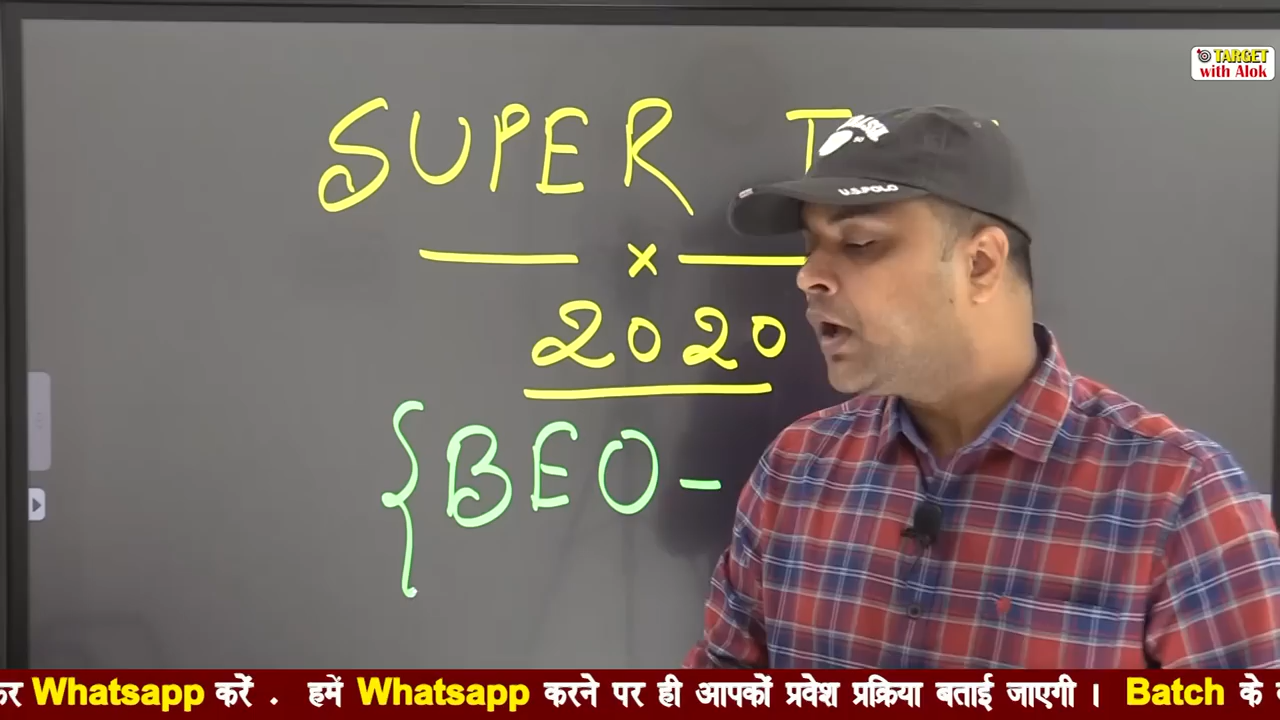 TARGET
with Alok
SUPER T
x
2020
{BEO-
U.S.POLO
कर Whatsapp करें . हमें Whatsapp करने पर ही आपकों प्रवेश प्रक्रिया बताई जाएगी । Batch के